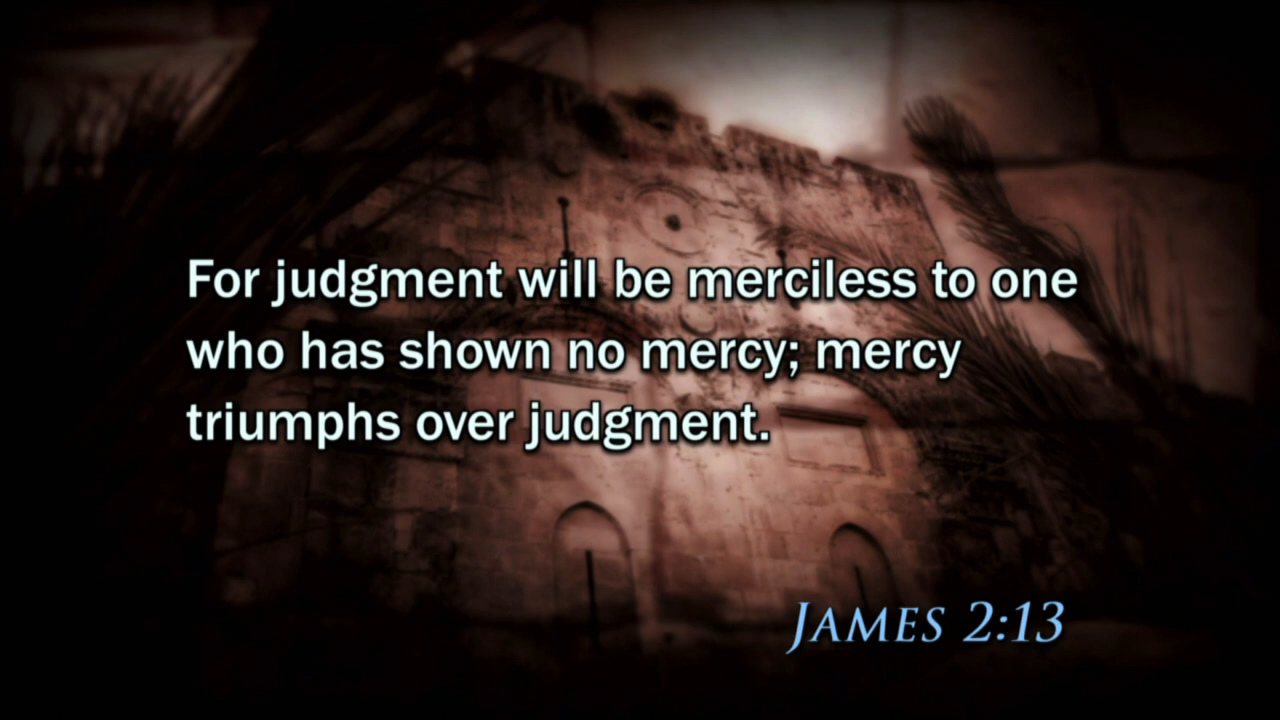 For judgment will be merciless to one
who has shown no mercy; mercy
triumphs over judgment.
James 2:13